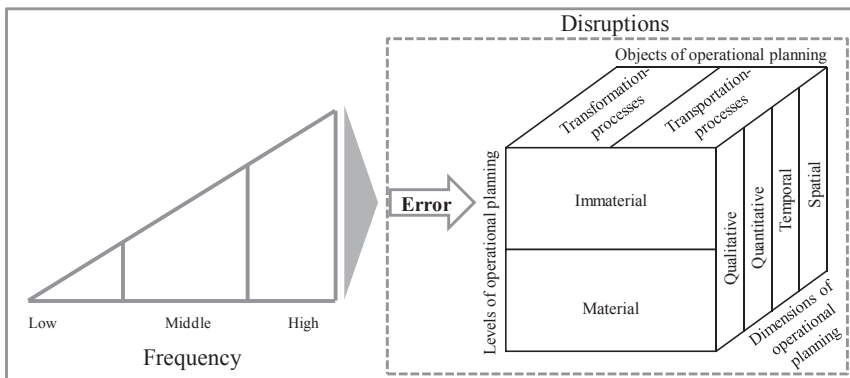 Disruptions
Objects of operational planning
Transformation-
processes
Transportation-
processes
Levels of operational planning
Immaterial
Material
Qualitative
Quantitative
Temporal
Spatial
Dimensions of
operational
planning
Error
Low
Middle
High
Frequency